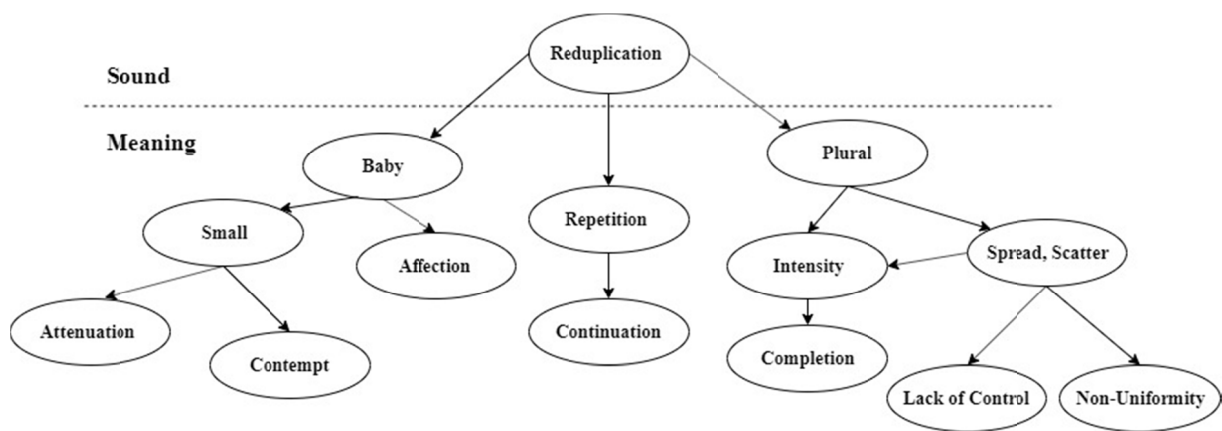 Reduplication
Sound
Meaning
Baby
Plural
Small
Repetition
Affection
Intensity
Spread, Scatter
Attenuation
Contempt
Continuation
Completion
Lack of Control
Non-Uniformity